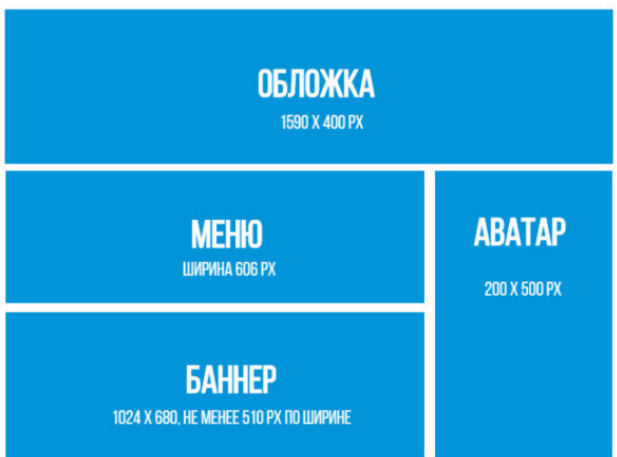 ОБЛОЖКА
1590 X 400 PX
МЕНЮ
ШИРИНА 606 PX
АВАТАР
200 X 500 PX
БАННЕР
1024 X 680, НЕ МЕНЕЕ 510 PX ПО ШИРИНЕ